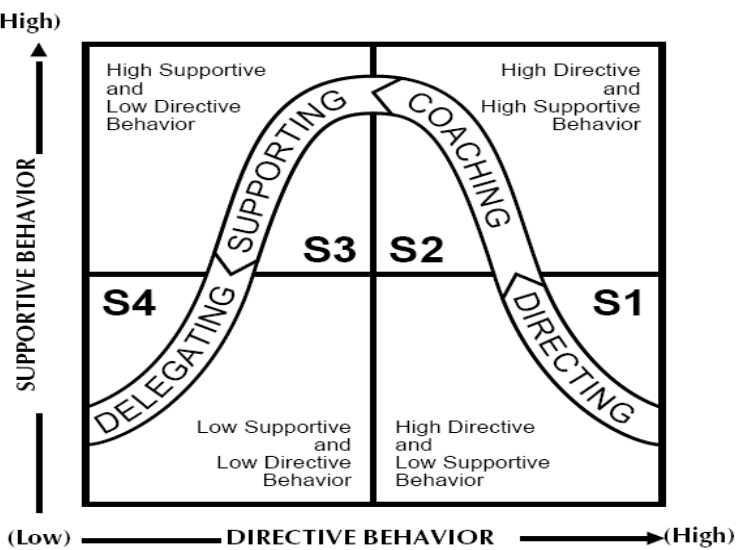 High)
High Supportive
and
Low Directive
Behavior
High Directive
and
High Supportive
Behavior
SUPPORTING
COACHING
SUPPORTIVE BEHAVIOR
S3
S2
S4
S1
DELEGATING
DIRECTING
Low Supportive
and
Low Directive
Behavior
High Directive
and
Low Supportive
Behavior
(Low)
DIRECTIVE BEHAVIOR
(High)